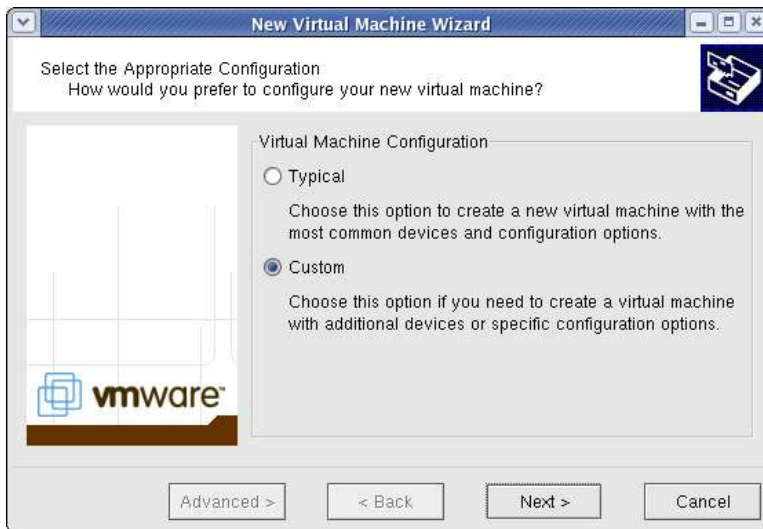 New Virtual Machine Wizard
Select the Appropriate Configuration
How would you prefer to configure your new virtual machine?
Virtual Machine Configuration
Typical
Choose this option to create a new virtual machine with the
most common devices and configuration options.
Custom
Choose this option if you need to create a virtual machine
with additional devices or specific configuration options.
vmware™
Advanced >
< Back
Next >
Cancel